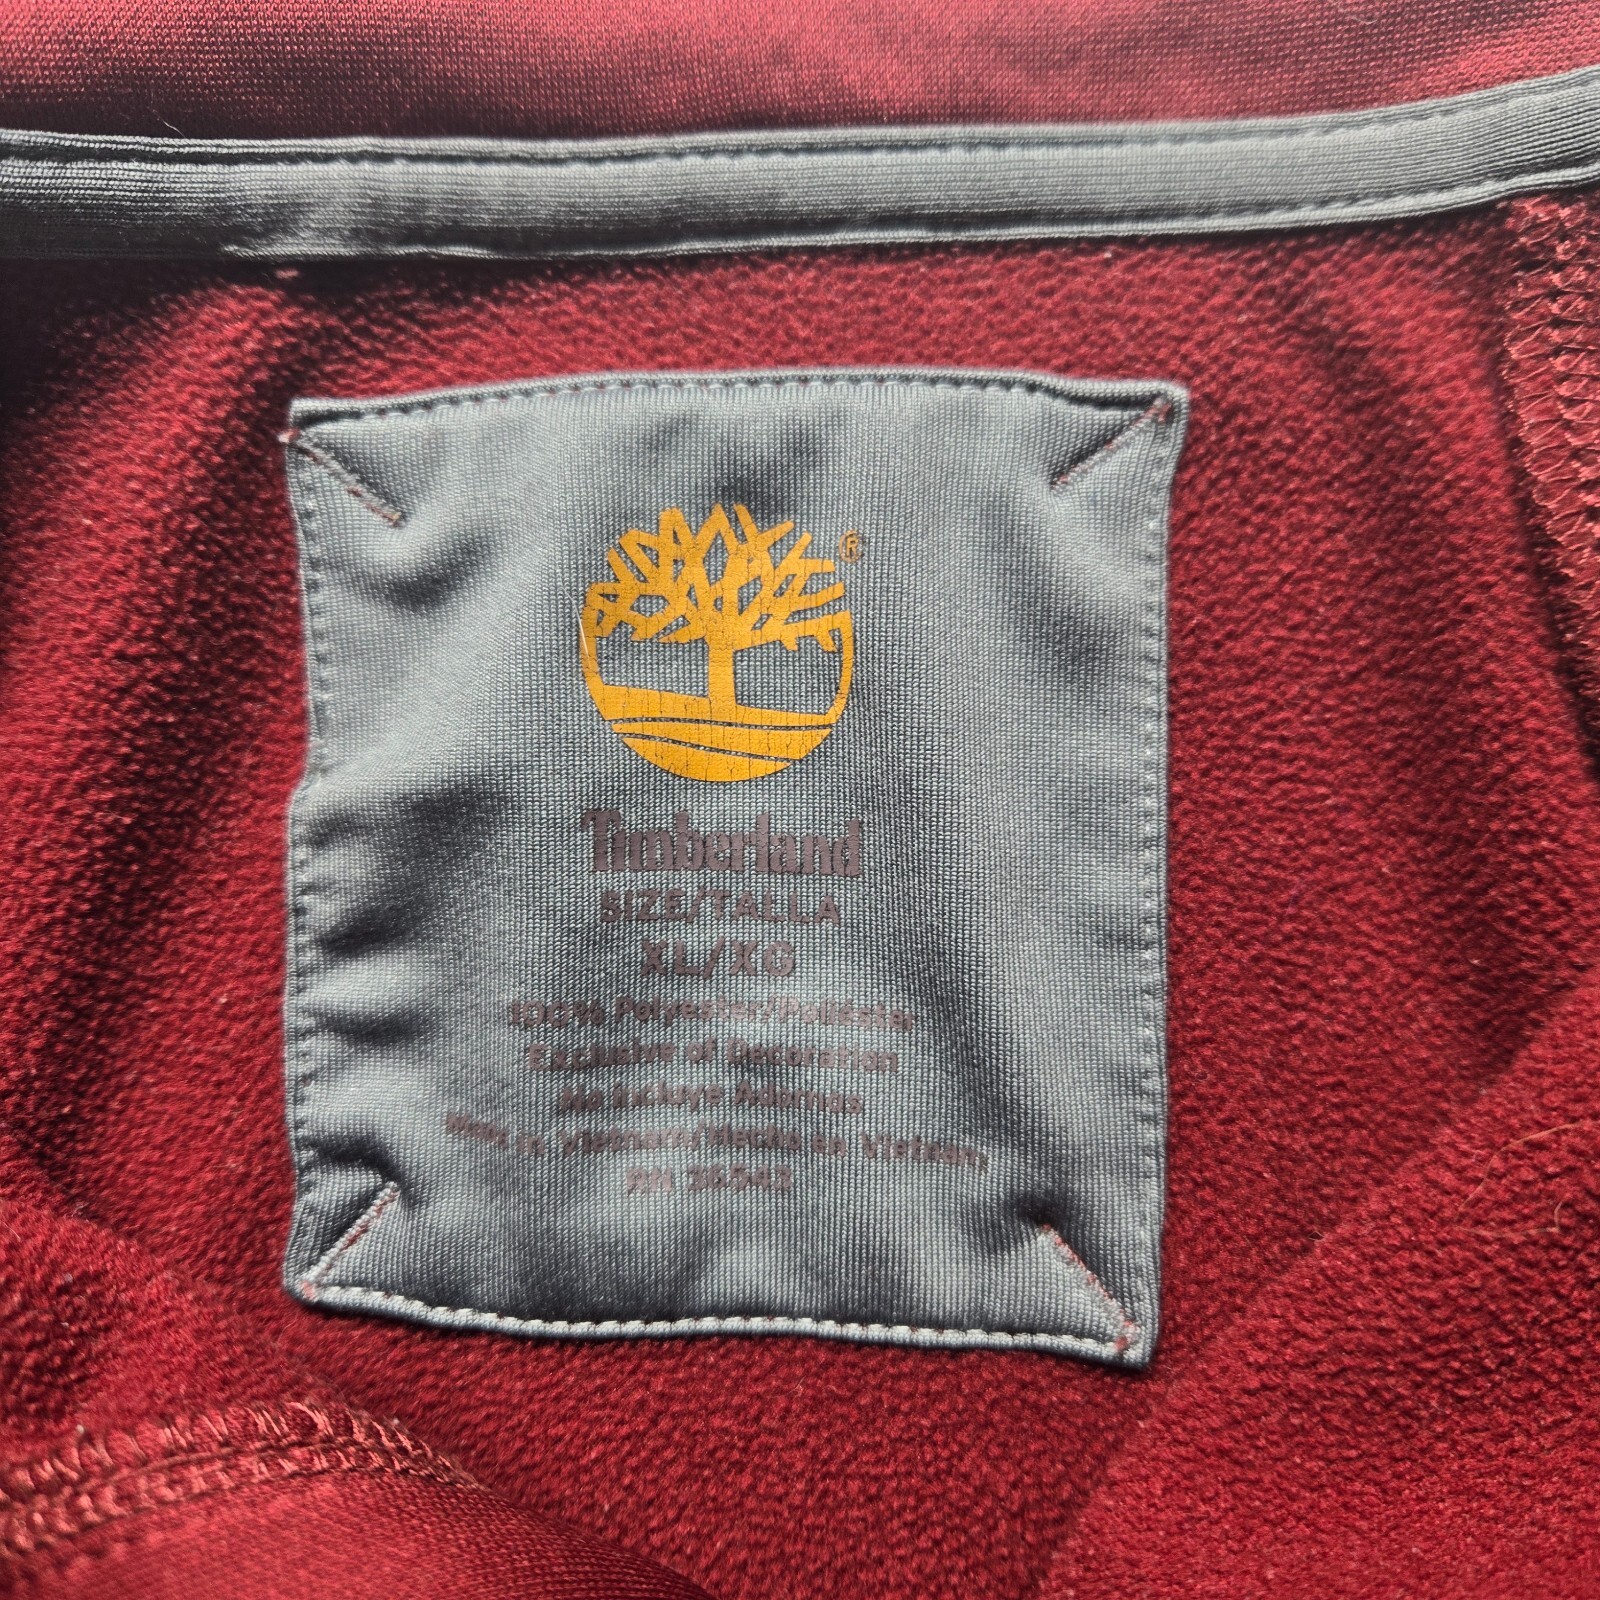 ®
Timberland
SIZE/TALLA
XL/XG
100% Polyester/Poliéster
Exclusive of Decoration
No Incluye Adornos
Made in Vietnam/Hecho en Vietnam
RN 36543